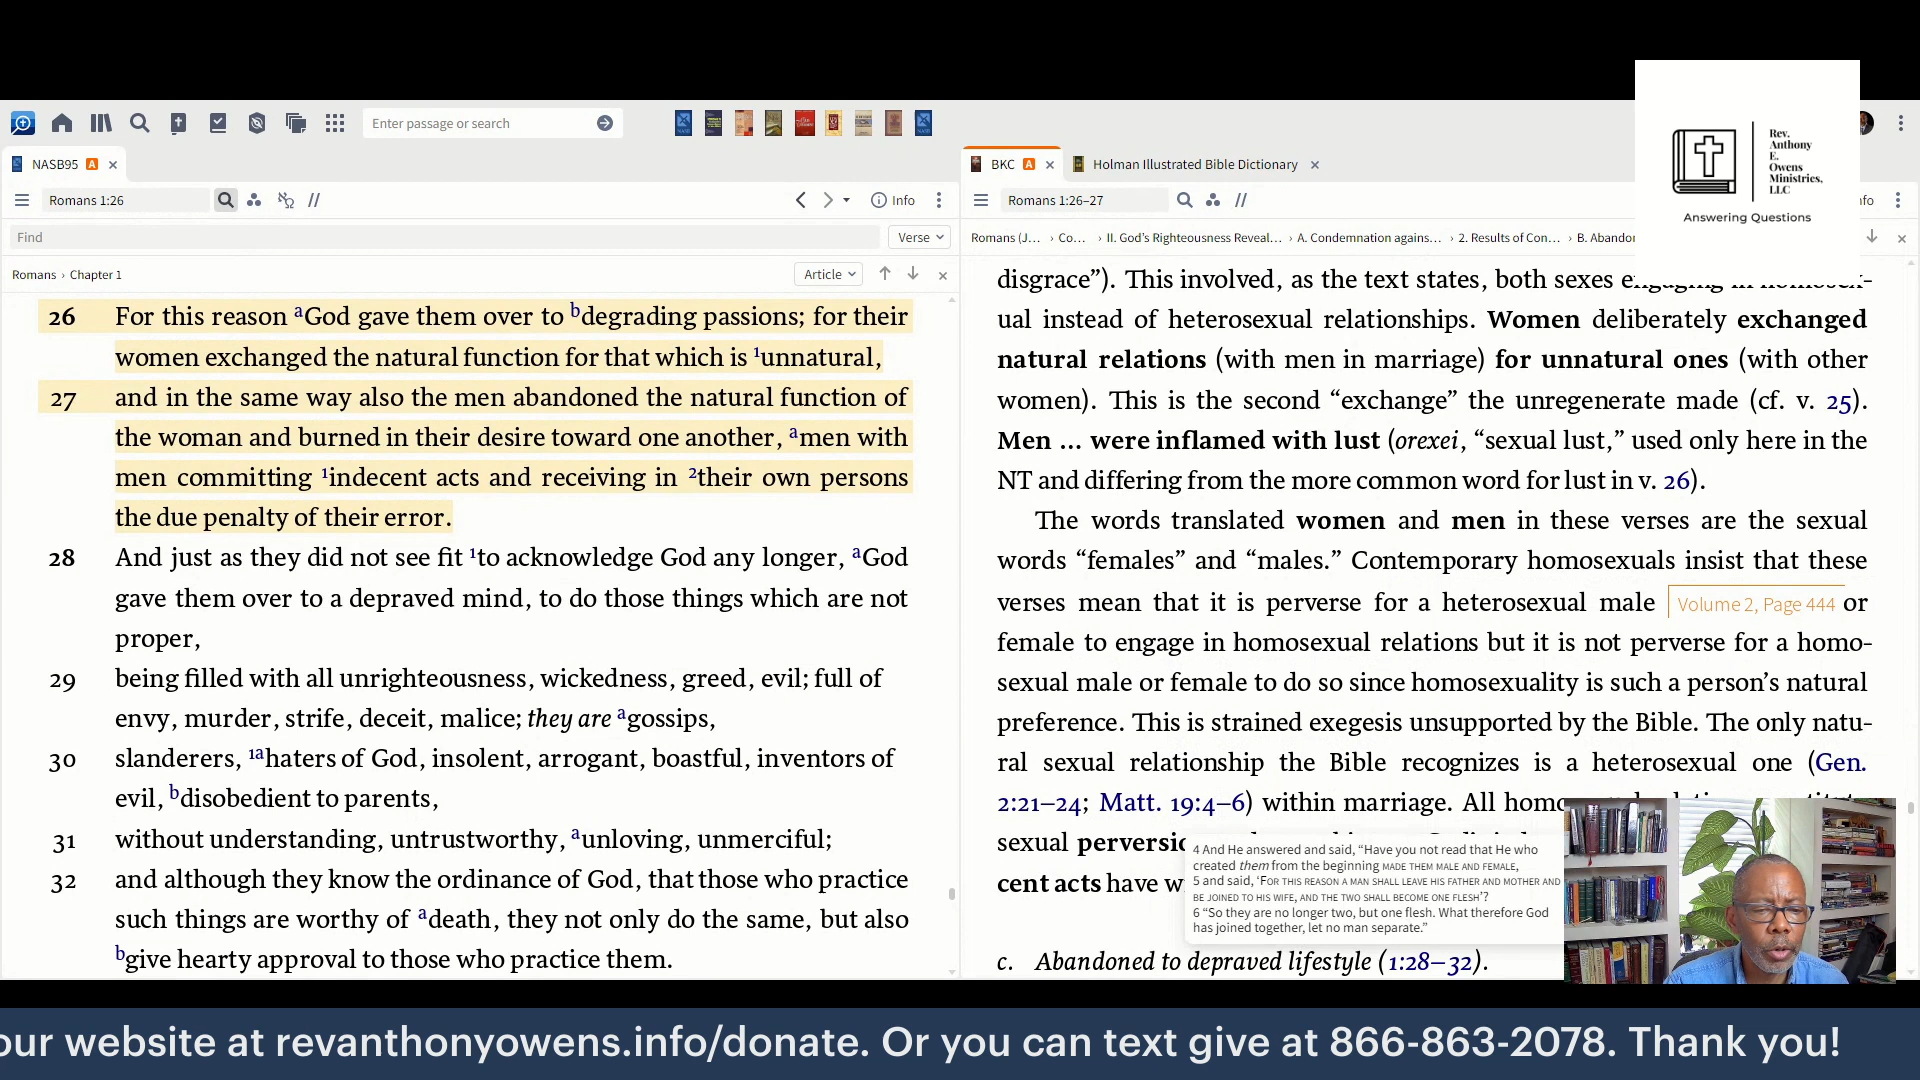 Enter passage or search
NASB95 A
Romans 1:26
Info
Find
Verse
Romans › Chapter 1
Article
26 For this reason aGod gave them over to bdegrading passions; for their
women exchanged the natural function for that which is 1unnatural,
27 and in the same way also the men abandoned the natural function of
the woman and burned in their desire toward one another, amen with
men committing 1indecent acts and receiving in 2their own persons
the due penalty of their error.
28 And just as they did not see fit 1to acknowledge God any longer, aGod
gave them over to a depraved mind, to do those things which are not
proper,
29 being filled with all unrighteousness, wickedness, greed, evil; full of
envy, murder, strife, deceit, malice; they are agossips,
30 slanderers, 1ahaters of God, insolent, arrogant, boastful, inventors of
evil, bdisobedient to parents,
31 without understanding, untrustworthy, aunloving, unmerciful;
32 and although they know the ordinance of God, that those who practice
such things are worthy of adeath, they not only do the same, but also
bgive hearty approval to those who practice them.
BKC A
Holman Illustrated Bible Dictionary
Romans 1:26–27
nfo
Romans (J... › Co... › II. God’s Righteousness Reveal... › A. Condemnation agains... › 2. Results of Con... › B. Abandon
disgrace”). This involved, as the text states, both sexes engaging in homosex-
ual instead of heterosexual relationships. Women deliberately exchanged
natural relations (with men in marriage) for unnatural ones (with other
women). This is the second “exchange” the unregenerate made (cf. v. 25).
Men ... were inflamed with lust (orexei, “sexual lust,” used only here in the
NT and differing from the more common word for lust in v. 26).
The words translated women and men in these verses are the sexual
words “females” and “males.” Contemporary homosexuals insist that these
verses mean that it is perverse for a heterosexual male Volume 2, Page 444 or
female to engage in homosexual relations but it is not perverse for a homo-
sexual male or female to do so since homosexuality is such a person’s natural
preference. This is strained exegesis unsupported by the Bible. The only natu-
ral sexual relationship the Bible recognizes is a heterosexual one (Gen.
2:21–24; Matt. 19:4–6) within marriage. All homo
sexual perversi
cent acts have
c. Abandoned to depraved lifestyle (1:28–32).
4 And He answered and said, “Have you not read that He who
created them from the beginning MADE THEM MALE AND FEMALE,
5 and said, ‘FOR THIS REASON A MAN SHALL LEAVE HIS FATHER AND MOTHER AND
BE JOINED TO HIS WIFE, AND THE TWO SHALL BECOME ONE FLESH’?
6 “So they are no longer two, but one flesh. What therefore God
has joined together, let no man separate.”
Rev.
Anthony
E.
Owens
Ministries,
LLC
Answering Questions
our website at revanthonyowens.info/donate. Or you can text give at 866-863-2078. Thank you!